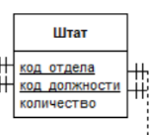 Штат
код отдела
код должности
количество